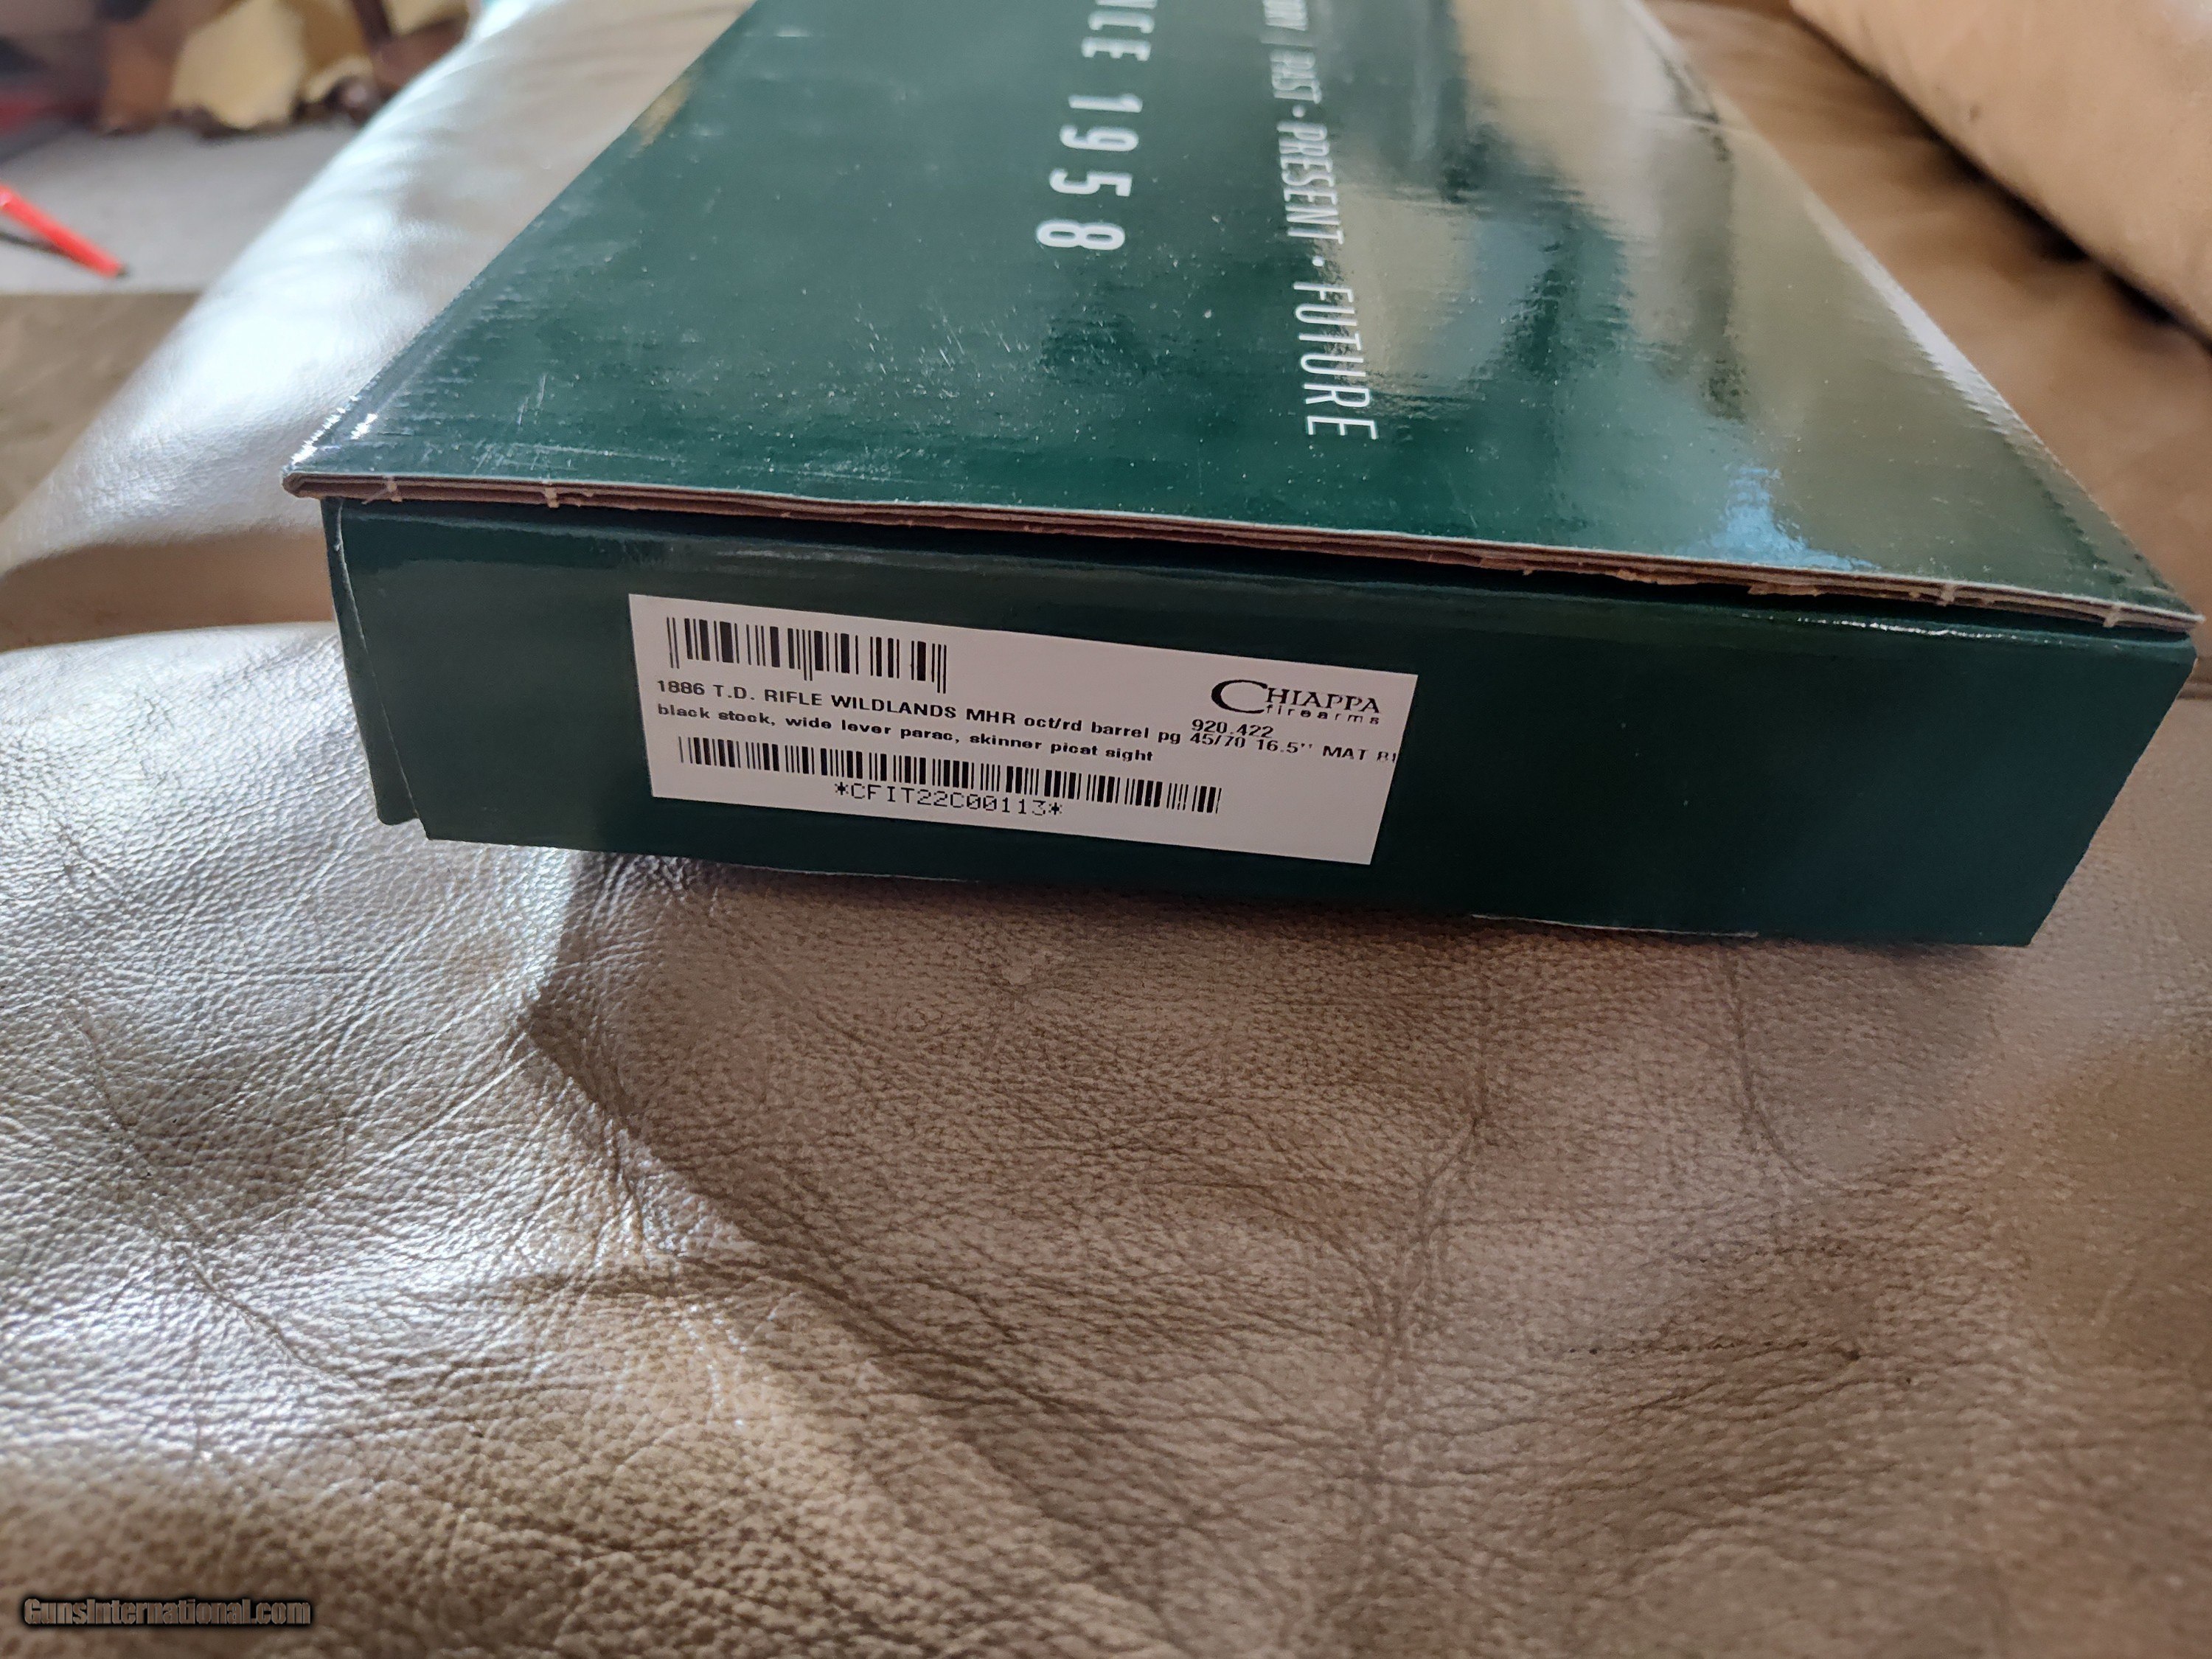 1958
PAST • PRESENT • FUTURE
CHIAPPA
firearms
1886 T.D. RIFLE WILDLANDS MHR oct/rd barrel pg 45/70 16.5'' MAT
920.422
black stock, wide lever parac, skinner picat sight
*CFIT22C00113*
GunsInternational.com